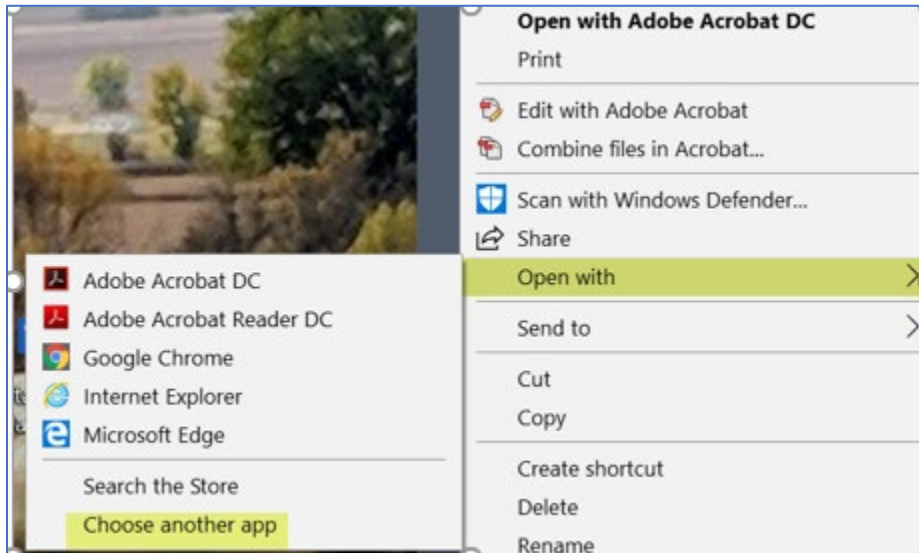 Open with Adobe Acrobat DC
Print
Edit with Adobe Acrobat
Combine files in Acrobat...
Scan with Windows Defender...
Share
Open with
Send to
Cut
Copy
Create shortcut
Delete
Rename
Adobe Acrobat DC
Adobe Acrobat Reader DC
Google Chrome
Internet Explorer
Microsoft Edge
Search the Store
Choose another app